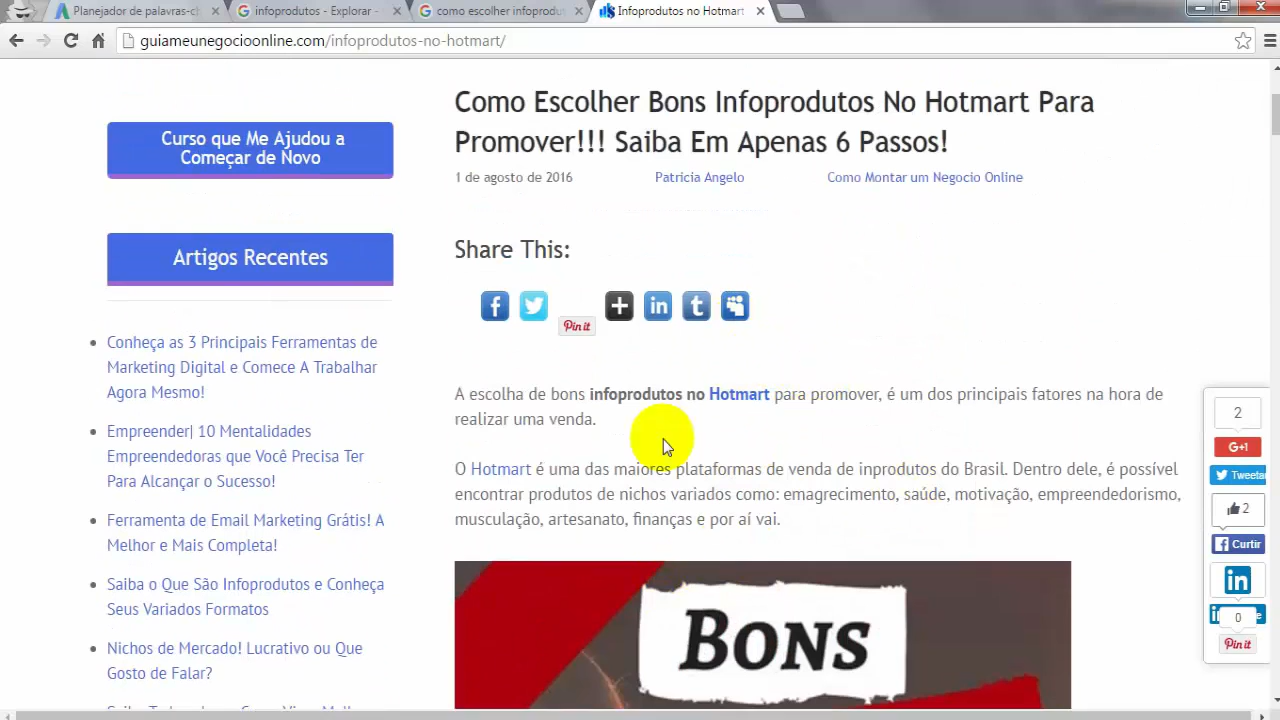 Planejador de palavras-c
infoprodutos - Explorar -
como escolher infoprodut
Infoprodutos no Hotmart
guiameunegocioonline.com/infoprodutos-no-hotmart/
Curso que Me Ajudou a
Começar de Novo
Artigos Recentes
Conheça as 3 Principais Ferramentas de
Marketing Digital e Comece A Trabalhar
Agora Mesmo!
Empreender| 10 Mentalidades
Empreendedoras que Você Precisa Ter
Para Alcançar o Sucesso!
Ferramenta de Email Marketing Grátis! A
Melhor e Mais Completa!
Saiba o Que São Infoprodutos e Conheça
Seus Variados Formatos
Nichos de Mercado! Lucrativo ou Que
Gosto de Falar?
Como Escolher Bons Infoprodutos No Hotmart Para
Promover!!! Saiba Em Apenas 6 Passos!
1 de agosto de 2016 Patricia Angelo Como Montar um Negocio Online
Share This:
Pin it
A escolha de bons infoprodutos no Hotmart para promover, é um dos principais fatores na hora de
realizar uma venda.
O Hotmart é uma das maiores plataformas de venda de inprodutos do Brasil. Dentro dele, é possível
encontrar produtos de nichos variados como: emagrecimento, saúde, motivação, empreendedorismo,
musculação, artesanato, finanças e por aí vai.
BONS
2
G+1
Tweetar
2
Curtir
in
0
Pin it